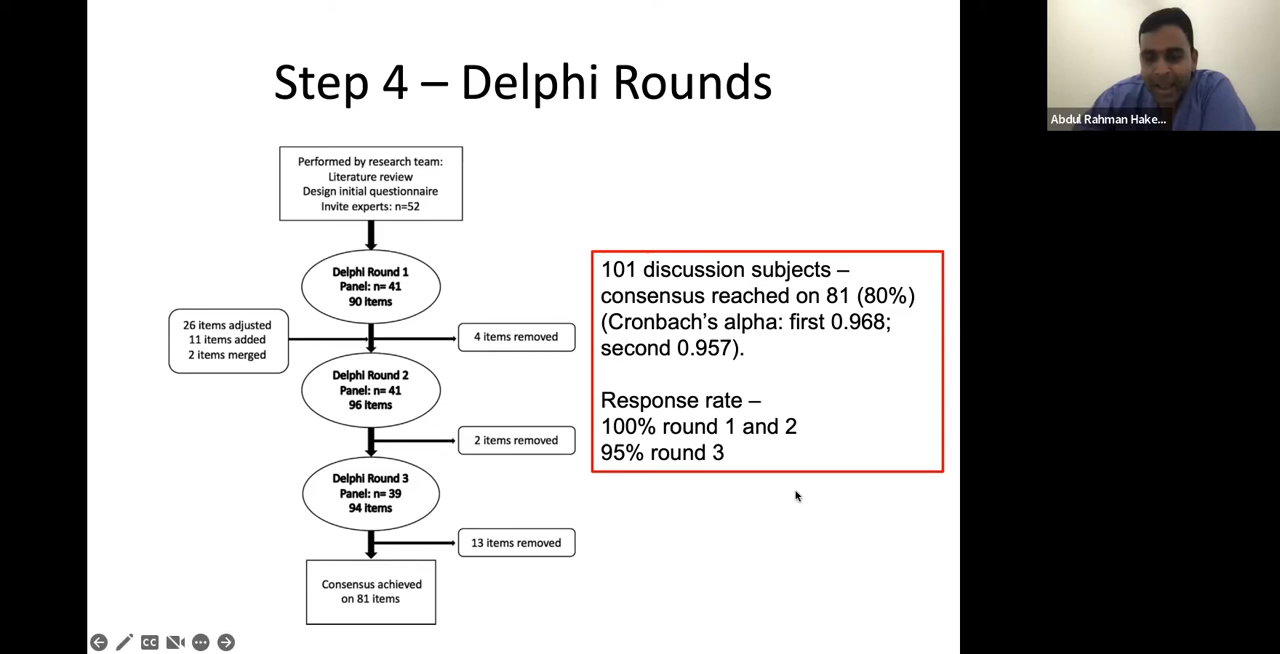 Step 4 – Delphi Rounds
Abdul Rahman Hake...
Performed by research team:
Literature review
Design initial questionnaire
Invite experts: n=52
Delphi Round 1
Panel: n= 41
90 items
26 items adjusted
11 items added
2 items merged
4 items removed
Delphi Round 2
Panel: n= 41
96 items
2 items removed
Delphi Round 3
Panel: n= 39
94 items
13 items removed
Consensus achieved
on 81 items
101 discussion subjects –
consensus reached on 81 (80%)
(Cronbach’s alpha: first 0.968;
second 0.957).
Response rate –
100% round 1 and 2
95% round 3
CC